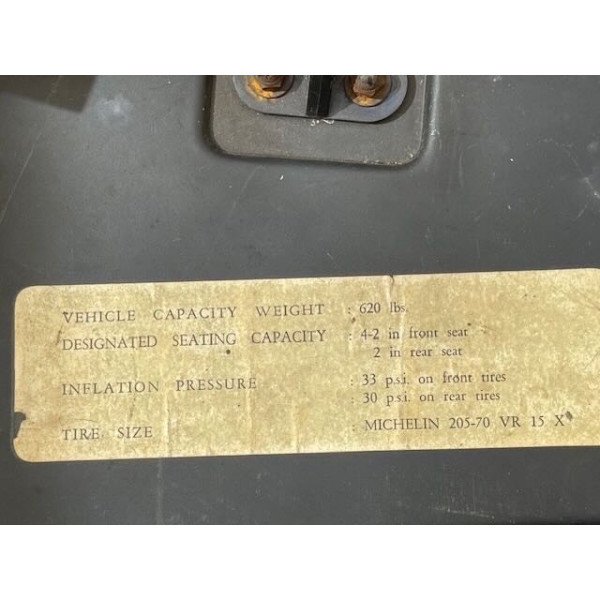 VEHICLE CAPACITY WEIGHT : 620 lbs.
DESIGNATED SEATING CAPACITY : 4-2 in front seat
2 in rear seat
INFLATION PRESSURE : 33 p.s.i. on front tires
: 30 p.s.i. on rear tires
TIRE SIZE : MICHELIN 205-70 VR 15 X